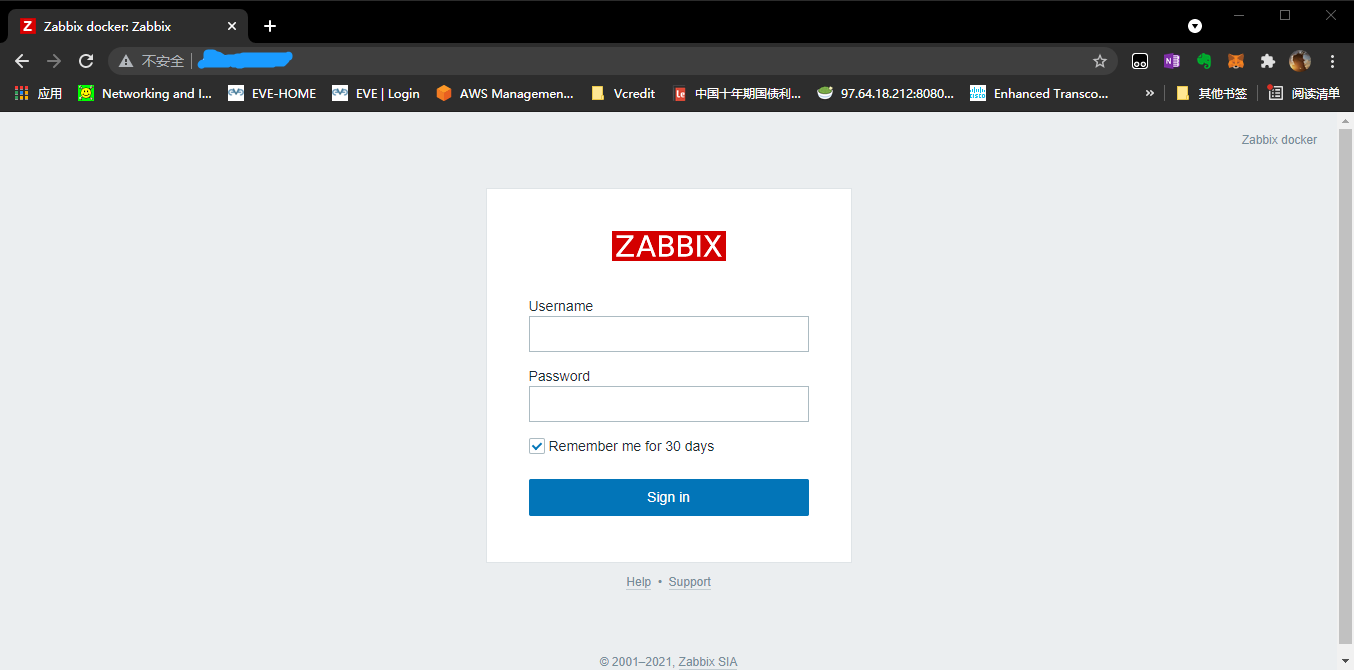 Z Zabbix docker: Zabbix
不安全
应用 Networking and I... EVE-HOME EVE | Login AWS Managemen... Vcredit Le 中国十年期国债利... 97.64.18.212:8080... cisco Enhanced Transco... » 其他书签 阅读清单
Zabbix docker
ZABBIX
Username
Password
Remember me for 30 days
Sign in
Help • Support
© 2001–2021, Zabbix SIA